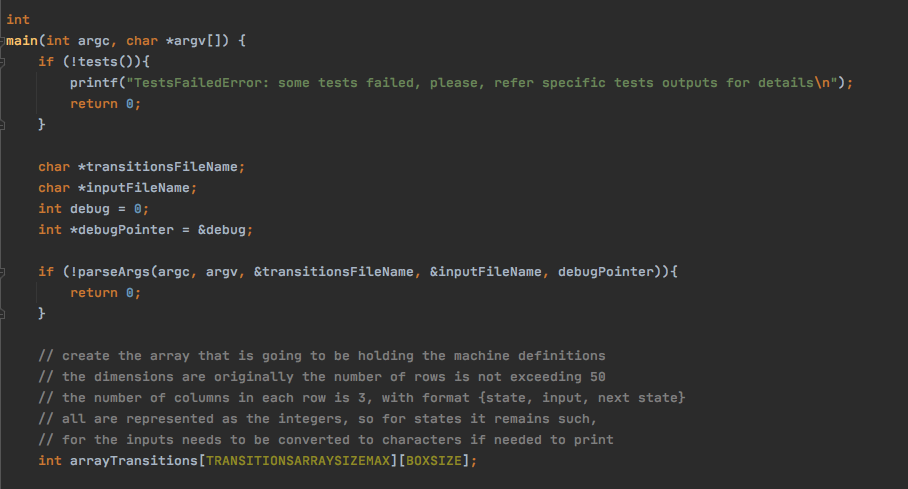 int
main(int argc, char *argv[]) {
    if (!tests()){
        printf("TestsFailedError: some tests failed, please, refer specific tests outputs for details\n");
        return 0;
    }

    char *transitionsFileName;
    char *inputFileName;
    int debug = 0;
    int *debugPointer = &debug;

    if (!parseArgs(argc, argv, &transitionsFileName, &inputFileName, debugPointer)){
        return 0;
    }

    // create the array that is going to be holding the machine definitions
    // the dimensions are originally the number of rows is not exceeding 50
    // the number of columns in each row is 3, with format {state, input, next state}
    // all are represented as the integers, so for states it remains such,
    // for the inputs needs to be converted to characters if needed to print
    int arrayTransitions[TRANSITIONSARRAYSIZEMAX][BOXSIZE];